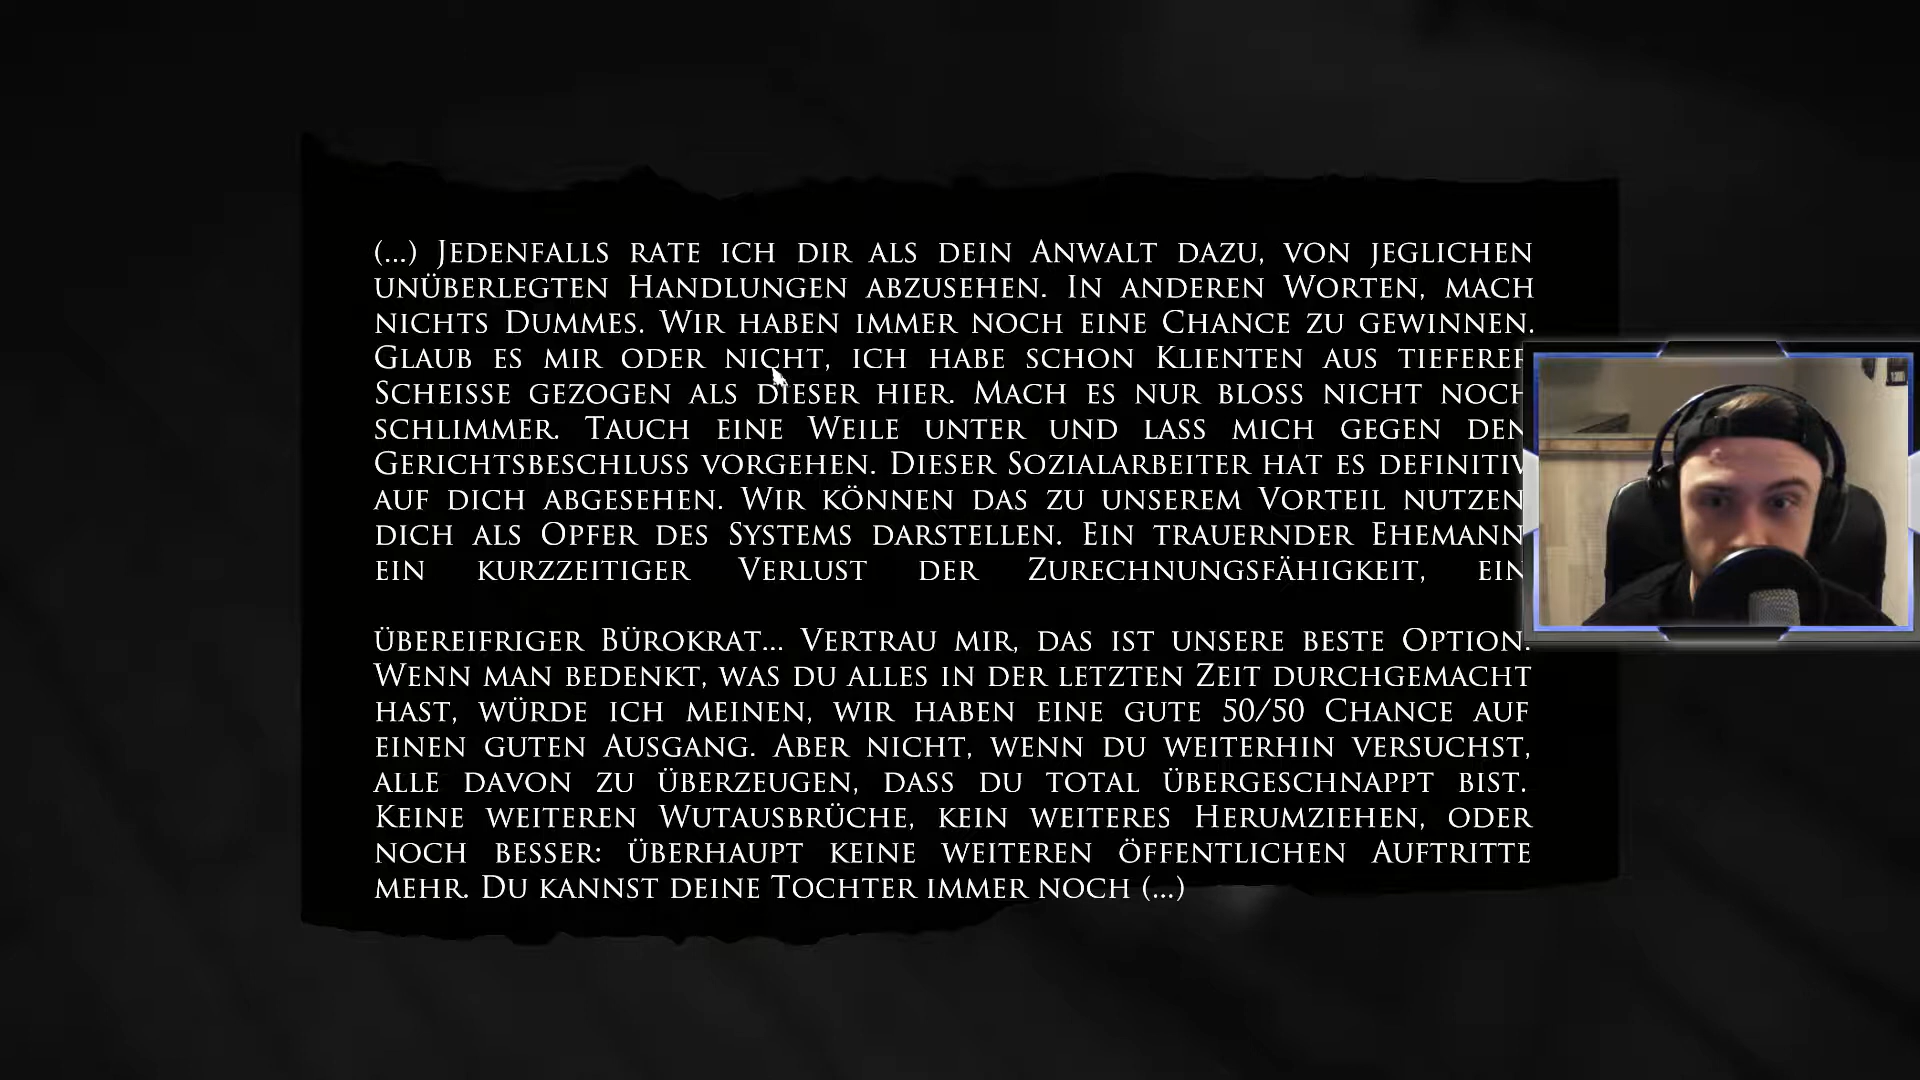 (...) Jedenfalls rate ich dir als dein Anwalt dazu, von jeglichen
unüberlegten Handlungen abzusehen. In anderen Worten, mach
nichts Dummes. Wir haben immer noch eine Chance zu gewinnen.
Glaub es mir oder nicht, ich habe schon Klienten aus tieferer
Scheisse gezogen als dieser hier. Mach es nur bloss nicht noch
schlimmer. Tauch eine Weile unter und lass mich gegen den
Gerichtsbeschluss vorgehen. Dieser Sozialarbeiter hat es definitiv
auf dich abgesehen. Wir können das zu unserem Vorteil nutzen
dich als Opfer des Systems darstellen. Ein trauernder Ehemann
ein kurzzeitiger Verlust der Zurechnungsfähigkeit, ein
übereifriger Bürokrat... Vertrau mir, das ist unsere beste Option.
Wenn man bedenkt, was du alles in der letzten Zeit durchgemacht
hast, würde ich meinen, wir haben eine gute 50/50 Chance auf
einen guten Ausgang. Aber nicht, wenn du weiterhin versuchst,
alle davon zu überzeugen, dass du total übergeschnappt bist.
Keine weiteren Wutausbrüche, kein weiteres Herumziehen, oder
noch besser: überhaupt keine weiteren öffentlichen Auftritte
mehr. Du kannst deine Tochter immer noch (...)